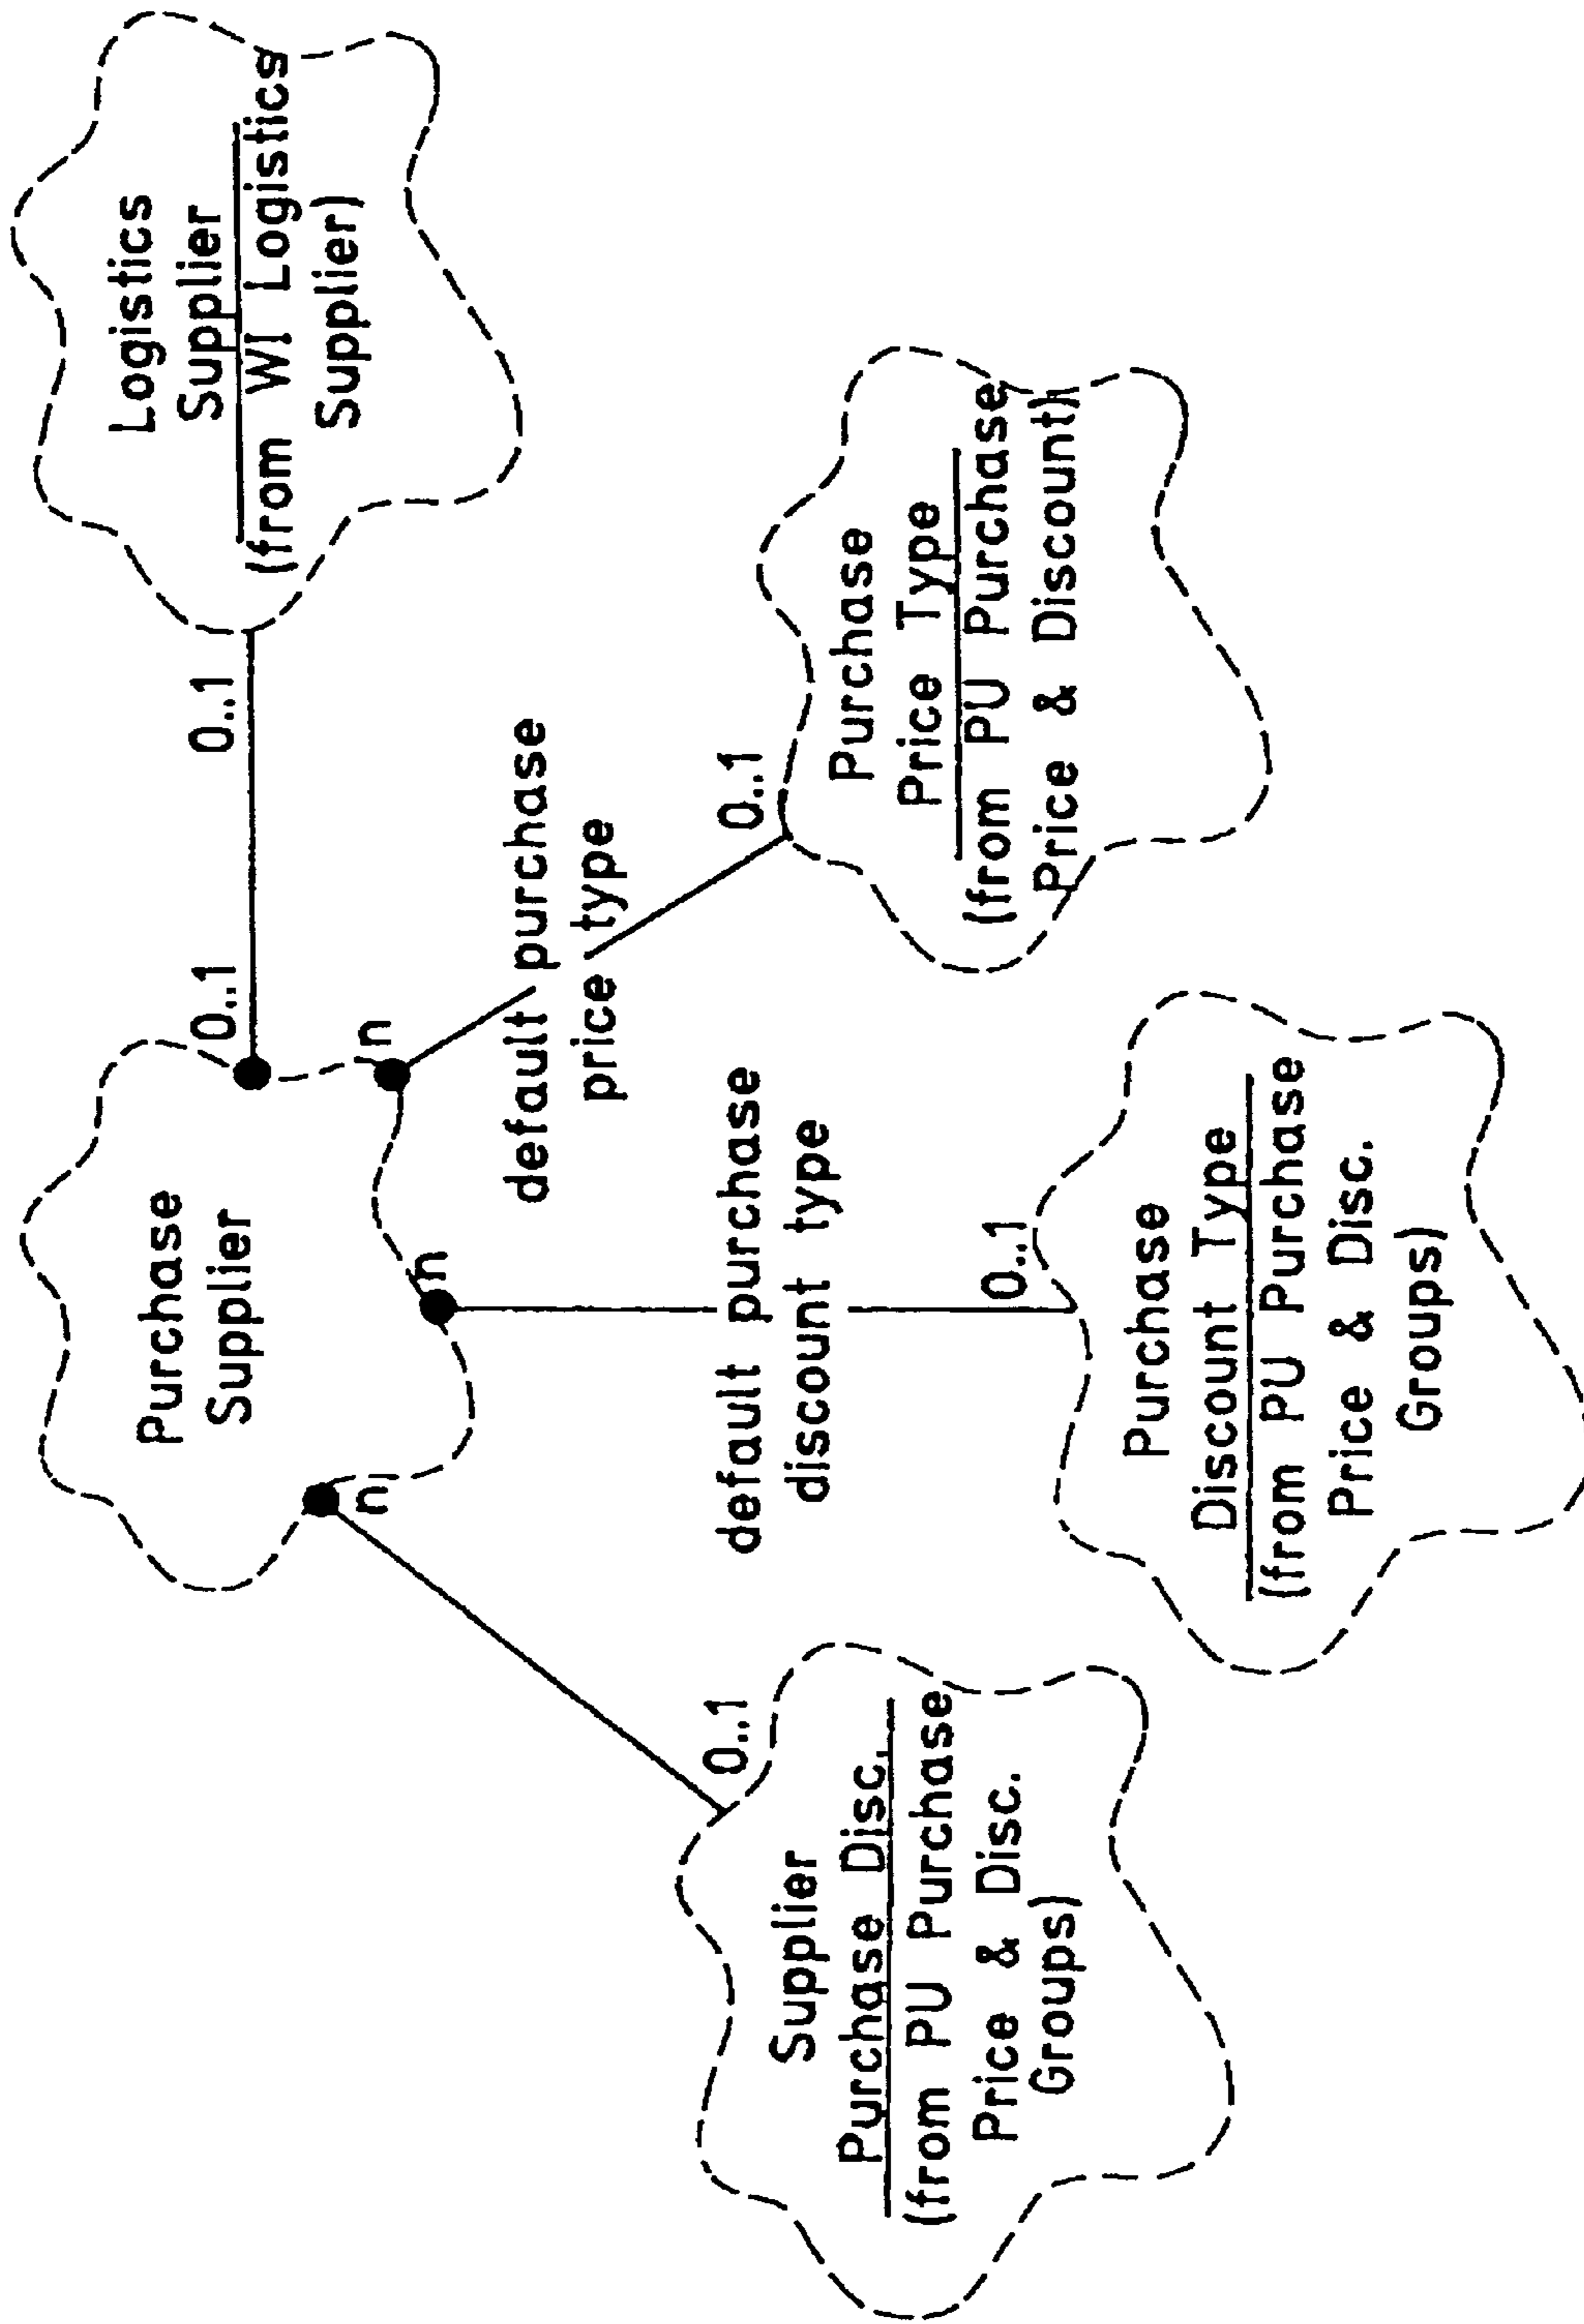 Purchase
Supplier
0..1
0..1
Logistics
Supplier
(from WI Logistics
Supplier)
n
n
n
default purchase
price type
default purchase
discount type
0..1
Supplier
Purchase Disc.
(from PU Purchase
Price & Disc.
Groups)
0..1
Purchase
Discount Type
(from PU Purchase
Price & Disc.
Groups)
0..1
Purchase
Price Type
(from PU Purchase
Price & Discount)